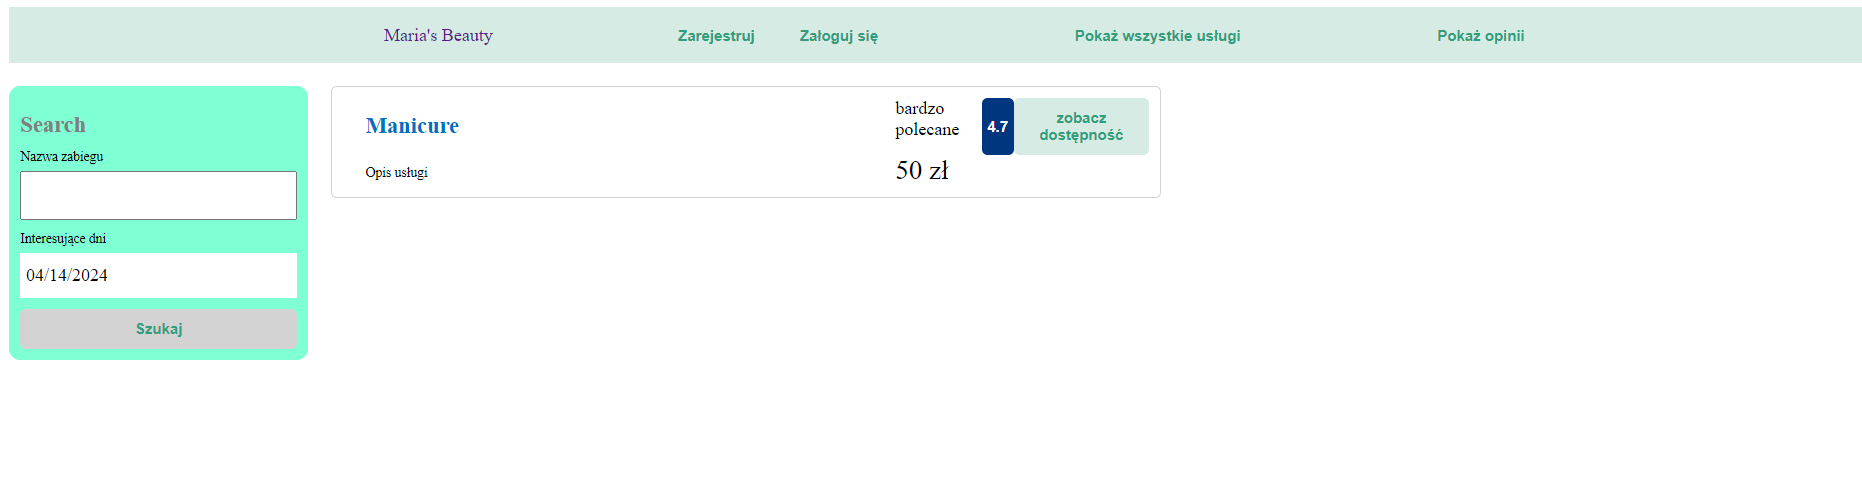 Maria's Beauty Zarejestruj Załoguj się Pokaż wszystkie usługi Pokaż opinii
Search
Nazwa zabiegu
Interesujące dni
04/14/2024
Szukaj
Manicure
Opis usługi
bardzo
polecane
50 zł
4.7
zobacz
dostępność